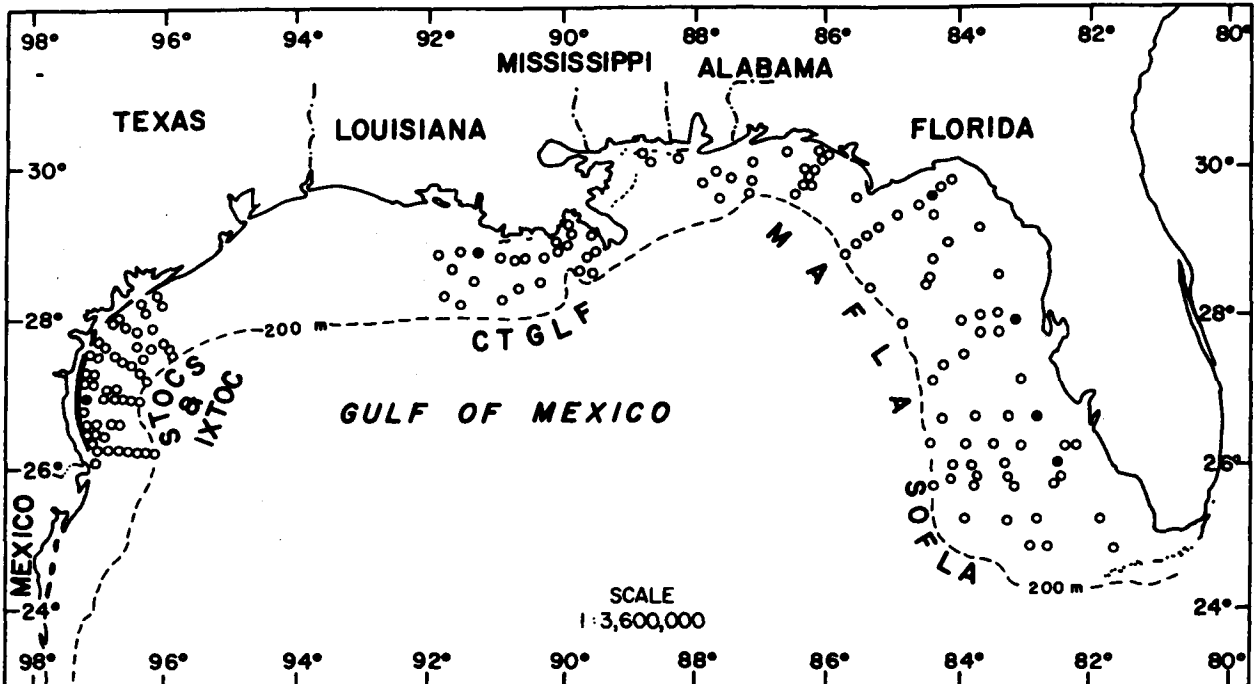 98° 96° 94° 92° 90° 88° 86° 84° 82° 80°
MISSISSIPPI
ALABAMA
TEXAS
LOUISIANA
FLORIDA
30° 30°
MAFLA
28° 28°
200 m
CTGLF
STOCS
&
IXTOC
GULF OF MEXICO
26° 26°
SOFLA
MEXICO
200 m
SCALE
1:3,600,000
24° 24°
98° 96° 94° 92° 90° 88° 86° 84° 82° 80°